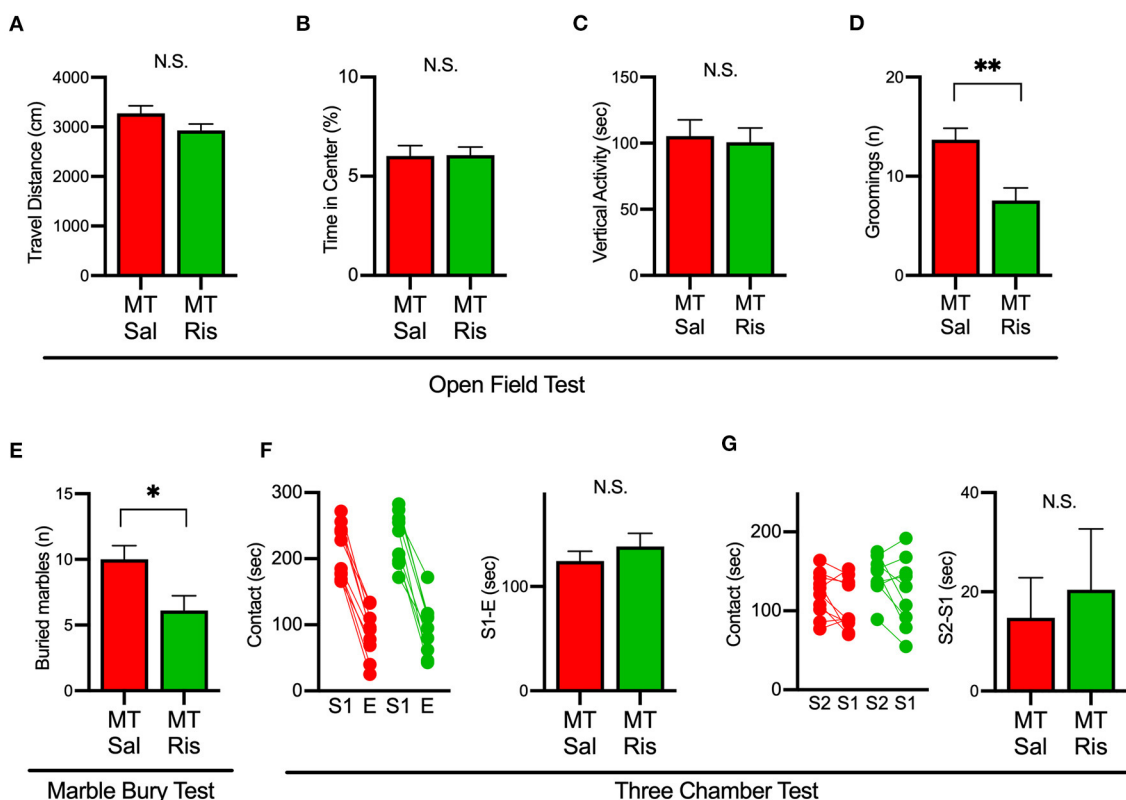 A
N.S.
Travel Distance (cm)
4000
3000
2000
1000
0
MT MT
Sal Ris
B
N.S.
Time in Center (%)
10
5
0
MT MT
Sal Ris
C
N.S.
Vertical Activity (sec)
150
100
50
0
MT MT
Sal Ris
D
**
Groomings (n)
20
10
0
MT MT
Sal Ris
Open Field Test
E
*
Buried marbles (n)
15
10
5
0
MT MT
Sal Ris
Marble Bury Test
F
Contact (sec)
300
200
100
0
S1 E S1 E
N.S.
S1-E (sec)
100
0
MT MT
Sal Ris
G
Contact (sec)
200
100
0
S2 S1 S2 S1
N.S.
S2-S1 (sec)
40
20
0
MT MT
Sal Ris
Three Chamber Test